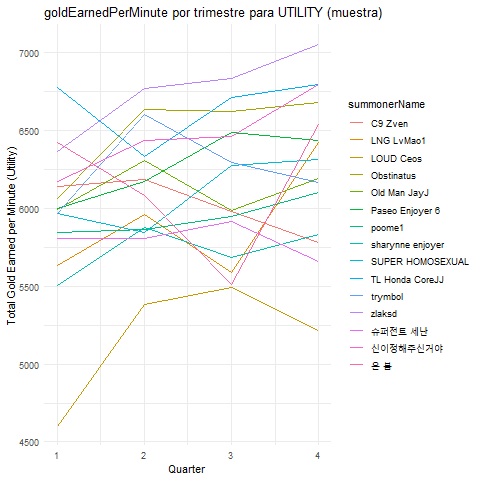 goldEarnedPerMinute por trimestre para UTILITY (muestra)
Total Gold Earned per Minute (Utility)
7000
6500
6000
5500
5000
4500
1
2
3
4
Quarter
summonerName
C9 Zven
LNG LvMao1
LOUD Ceos
Obstinatus
Old Man JayJ
Paseo Enjoyer 6
poome1
sharynne enjoyer
SUPER HOMOSEXUAL
TL Honda CoreJJ
trymbol
zlaksd
슈퍼전트 세난
신이정해주신거야
은 봄